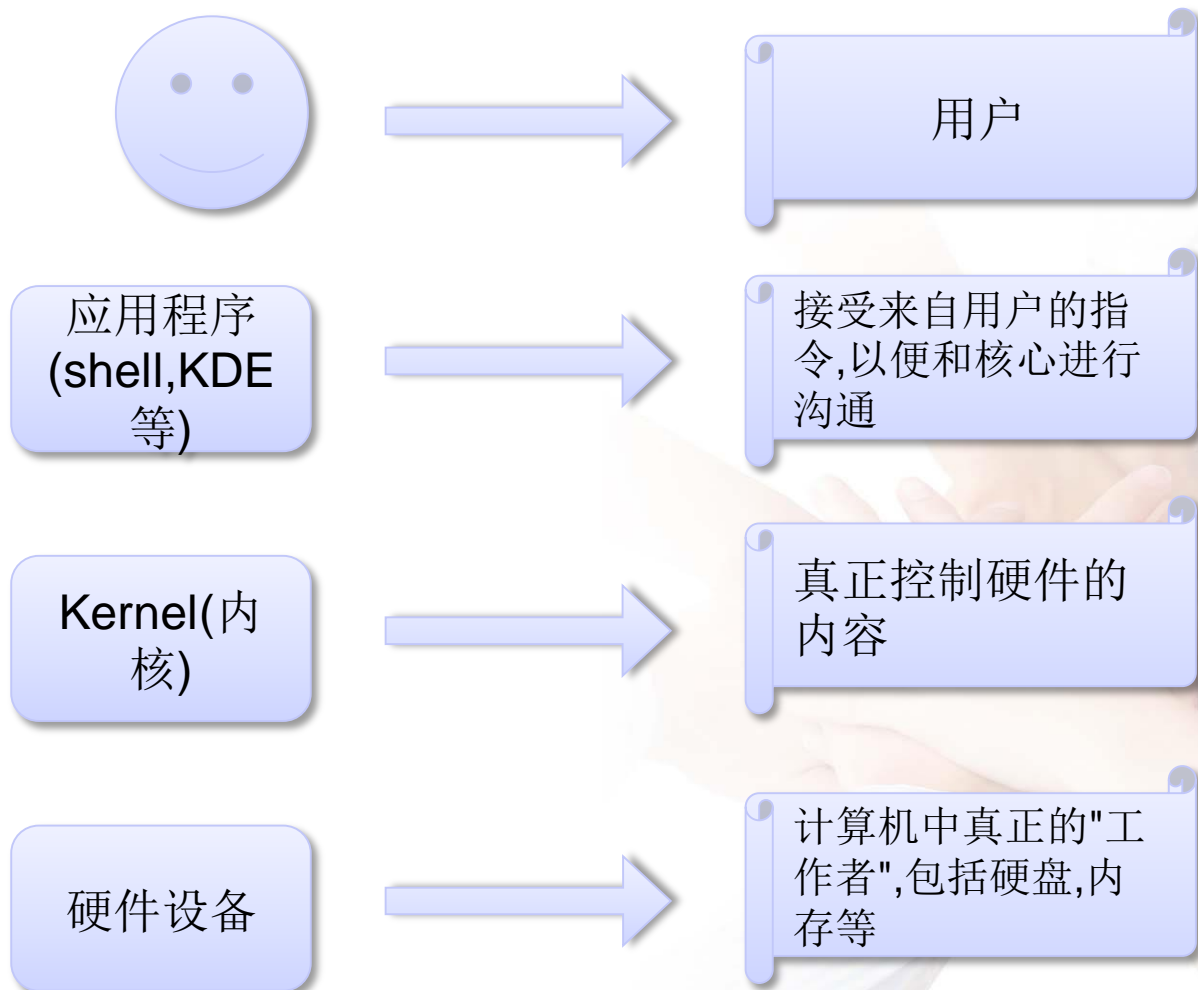 用户
应用程序
(shell,KDE
等)
接受来自用户的指
令,以便和核心进行
沟通
Kernel(内
核)
真正控制硬件的
内容
硬件设备
计算机中真正的"工
作者",包括硬盘,内
存等